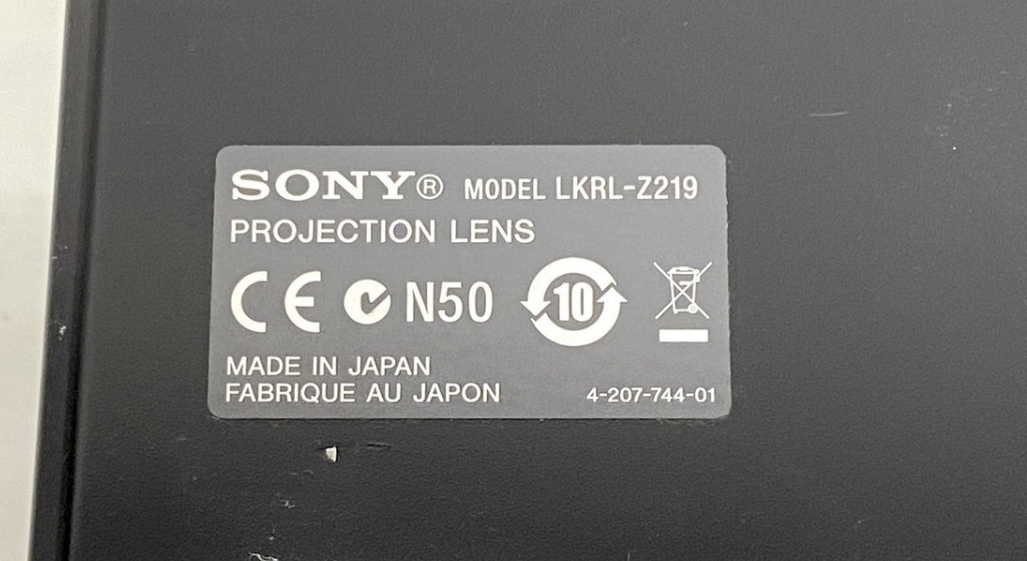 SONY® MODEL LKRL-Z219
PROJECTION LENS
CE N50 10
MADE IN JAPAN
FABRIQUE AU JAPON 4-207-744-01